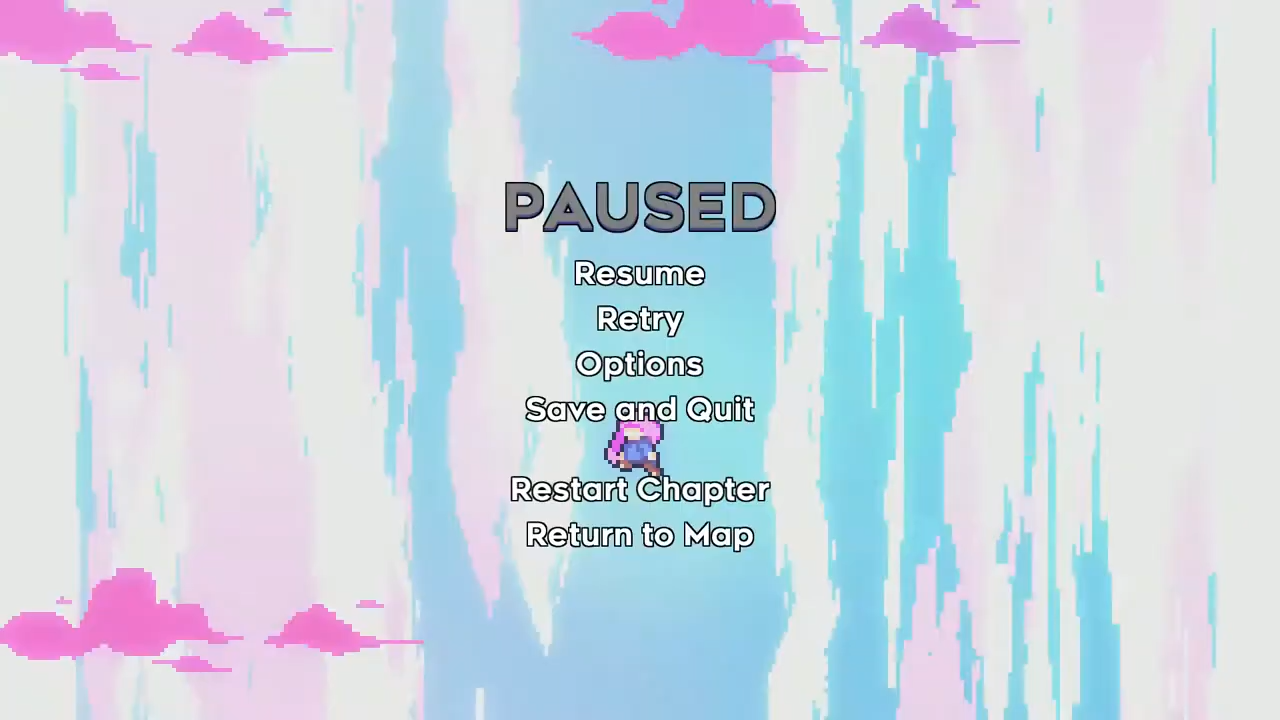 PAUSED
Resume
Retry
Options
Save and Quit
Restart Chapter
Return to Map